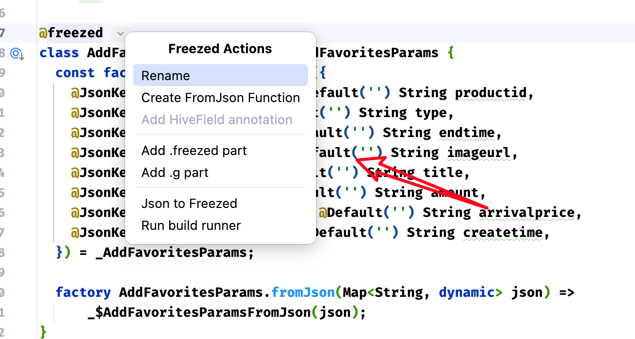 6
7 @freezed
8 class AddFa dFavoritesParams {
9 const fac {
0 @JsonKe efault('') String productid,
1 @JsonKe t('') String type,
2 @JsonKe ault('') String endtime,
3 @JsonKe fault('') String imageurl,
4 @JsonKe lt('') String title,
5 @JsonKe ult('') String amount,
6 @JsonKe @Default('') String arrivalprice,
7 @JsonKe Default('') String createtime,
8 }) = _AddFavoritesParams;
9
0 factory AddFavoritesParams.fromJson(Map<String, dynamic> json) =>
1 _$AddFavoritesParamsFromJson(json);
2 }
Freezed Actions
Rename
Create FromJson Function
Add HiveField annotation
Add .freezed part
Add .g part
Json to Freezed
Run build runner